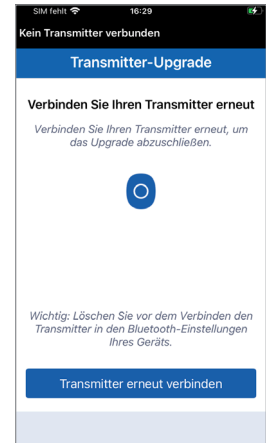 SIM fehlt 16:29
Kein Transmitter verbunden
Transmitter-Upgrade
Verbinden Sie Ihren Transmitter erneut
Verbinden Sie Ihren Transmitter erneut, um
das Upgrade abzuschließen.
Wichtig: Löschen Sie vor dem Verbinden den
Transmitter in den Bluetooth-Einstellungen
Ihres Geräts.
Transmitter erneut verbinden